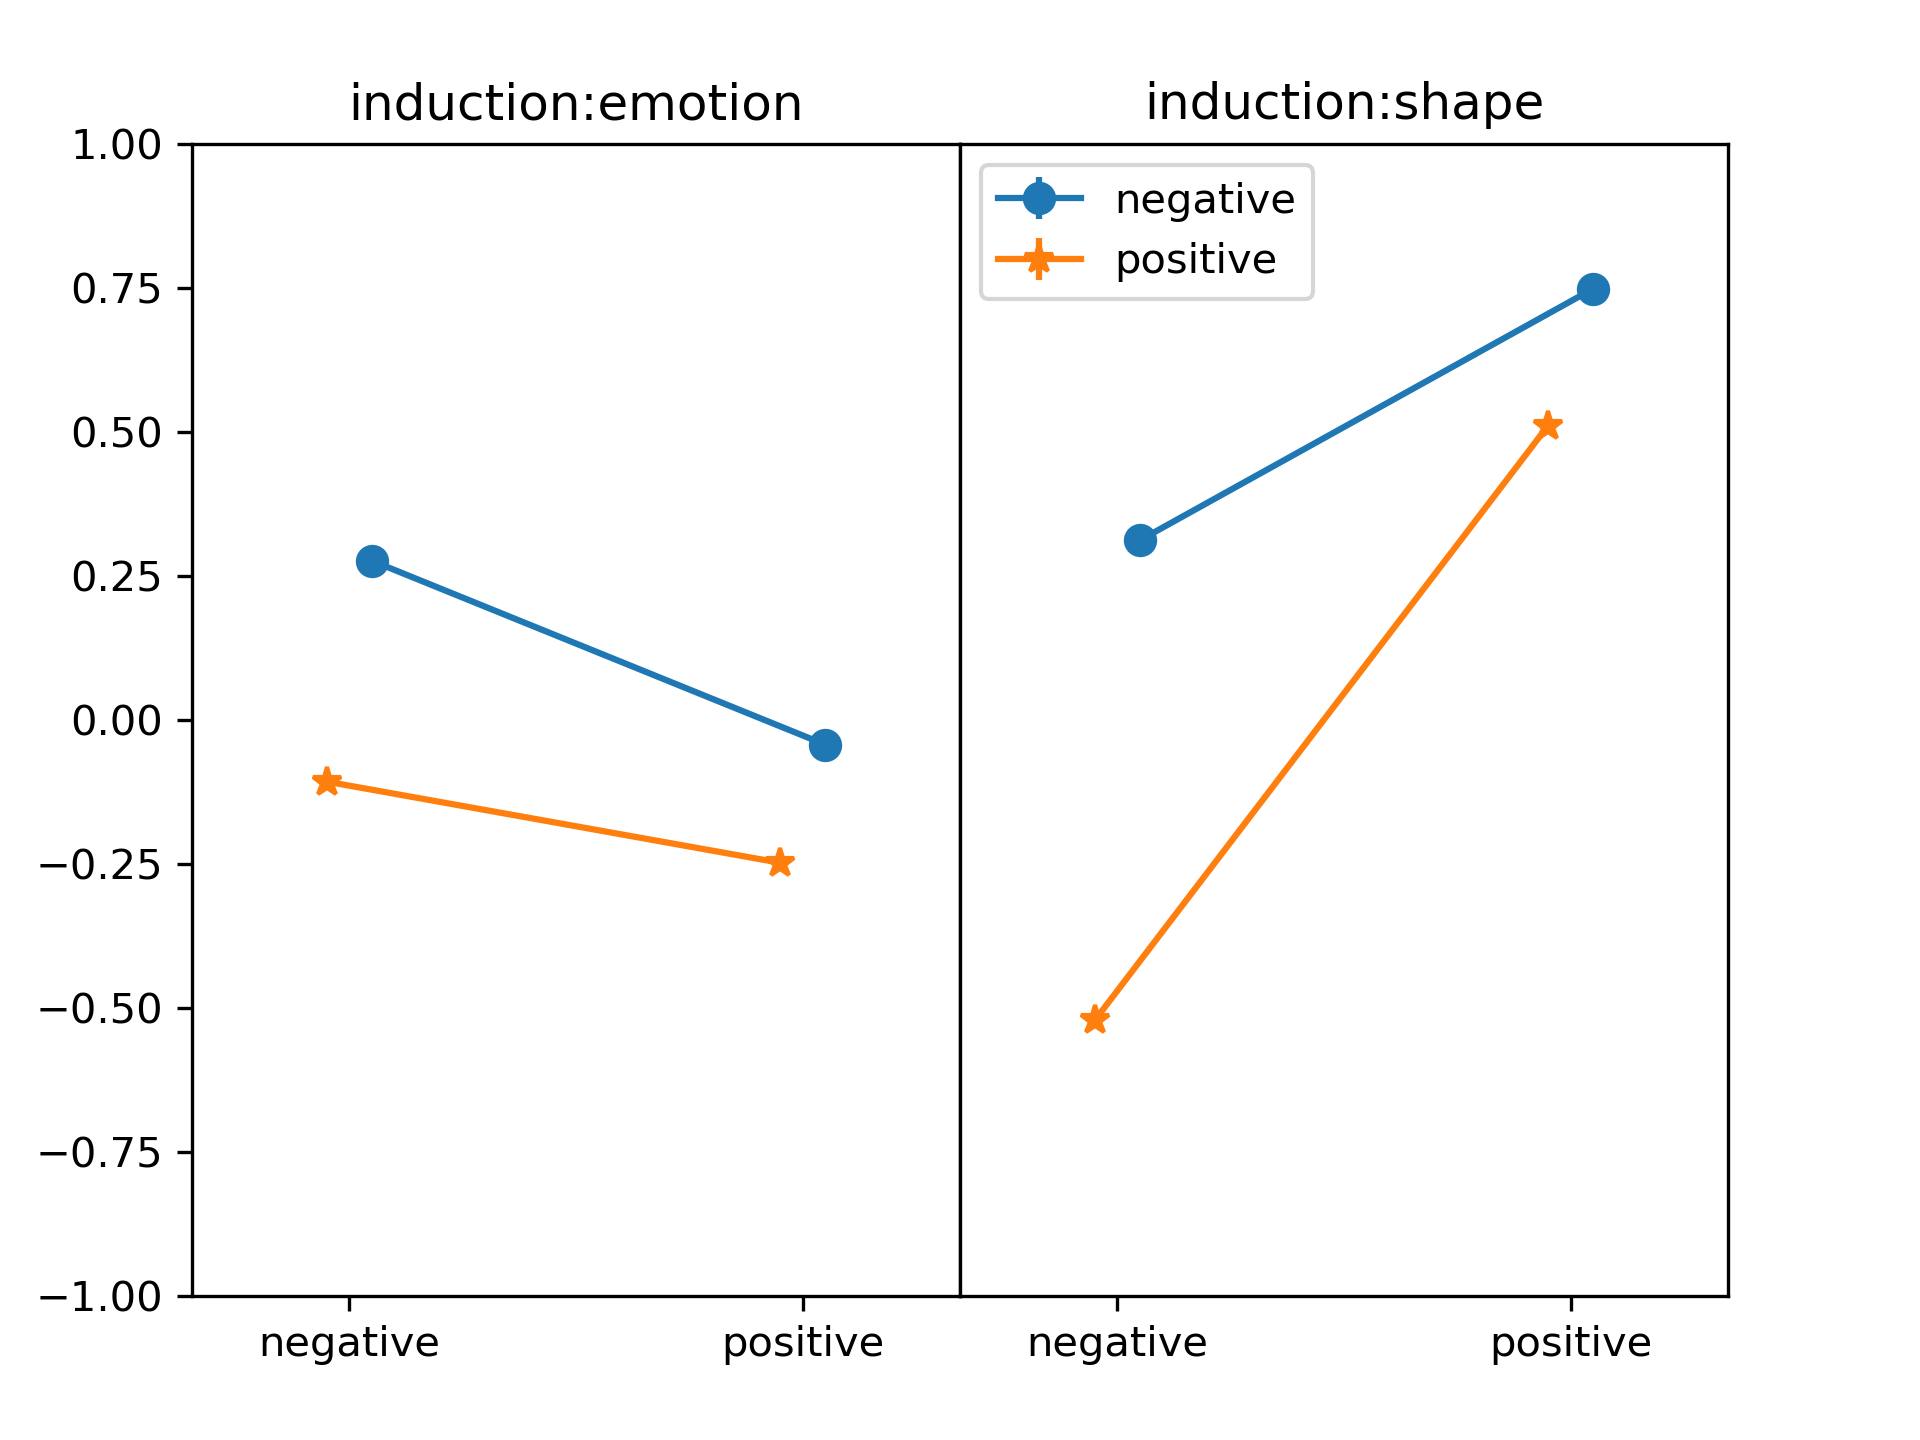 induction:emotion
induction:shape
1.00
0.75
0.50
0.25
0.00
−0.25
−0.50
−0.75
−1.00
negative
positive
negative positive
negative positive